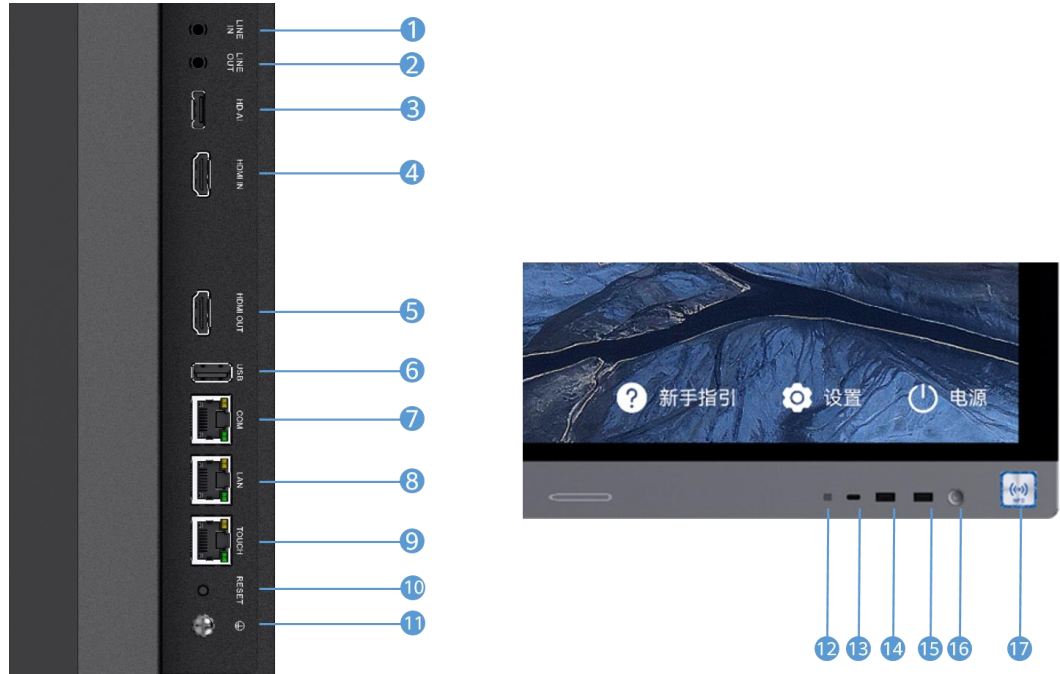 LINE
IN
1
LINE
OUT
2
HD-AI
3
HDMI IN
4
HDMI OUT
5
USB
6
COM
7
LAN
8
TOUCH
9
RESET
10
11
新手指引
设置
电源
NFC
12
13
14
15
16
17